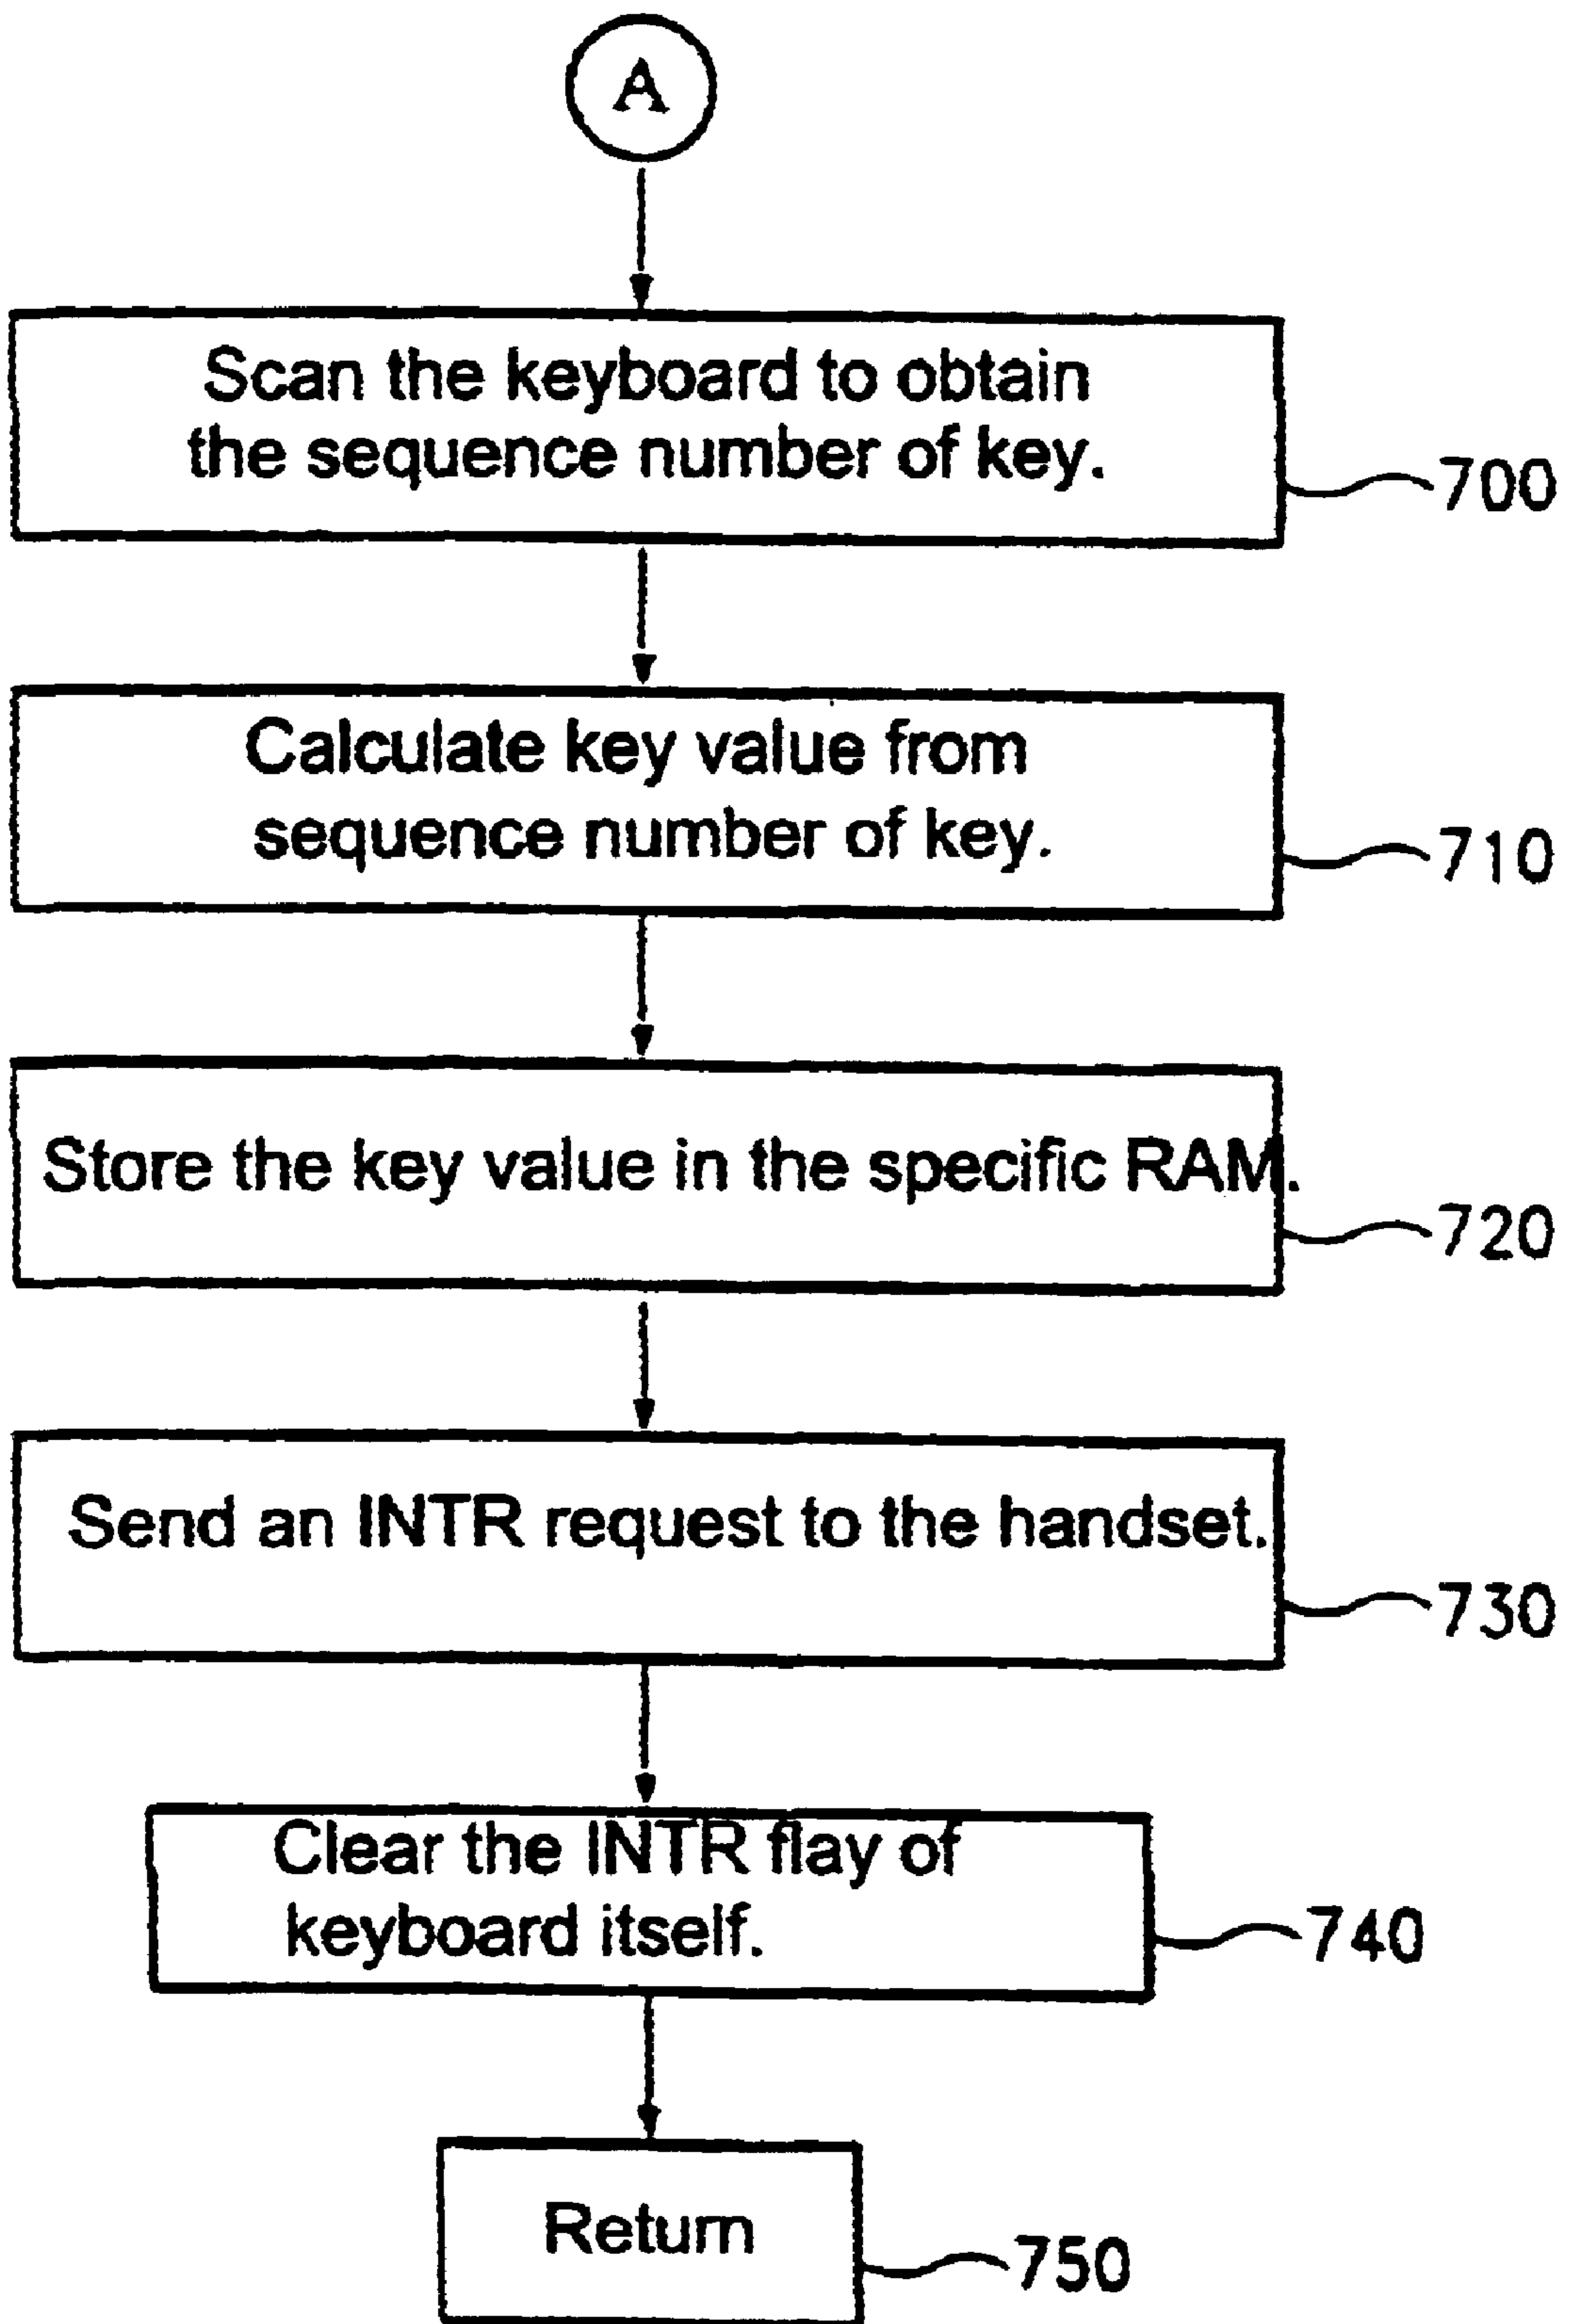 A
Scan the keyboard to obtain
the sequence number of key.
700
Calculate key value from
sequence number of key.
710
Store the key value in the specific RAM.
720
Send an INTR request to the handset.
730
Clear the INTR flay of
keyboard itself.
740
Return
750